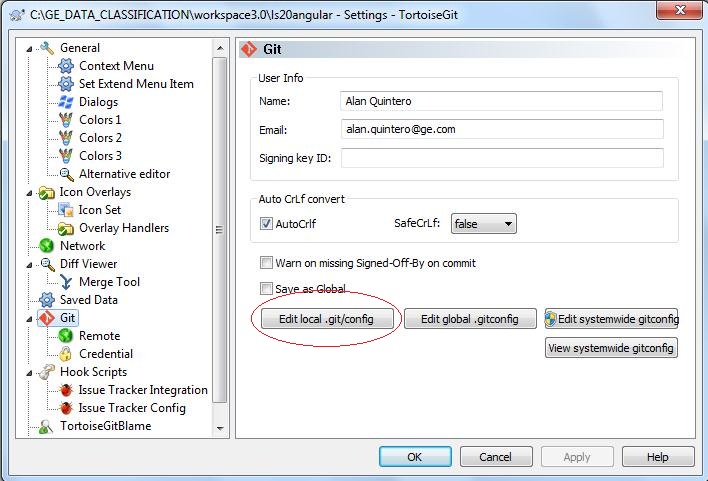 C:\GE_DATA_CLASSIFICATION\workspace3.0\ls20angular - Settings - TortoiseGit
General
Context Menu
Set Extend Menu Item
Dialogs
Colors 1
Colors 2
Colors 3
Alternative editor
Icon Overlays
Icon Set
Overlay Handlers
Network
Diff Viewer
Merge Tool
Saved Data
Git
Remote
Credential
Hook Scripts
Issue Tracker Integration
Issue Tracker Config
TortoiseGitBlame
Git
User Info
Name: Alan Quintero
Email: alan.quintero@ge.com
Signing key ID:
Auto CrLf convert
AutoCrlf SafeCrLf: false
Warn on missing Signed-Off-By on commit
Save as Global
Edit local .git/config Edit global .gitconfig Edit systemwide gitconfig
View systemwide gitconfig
OK Cancel Apply Help